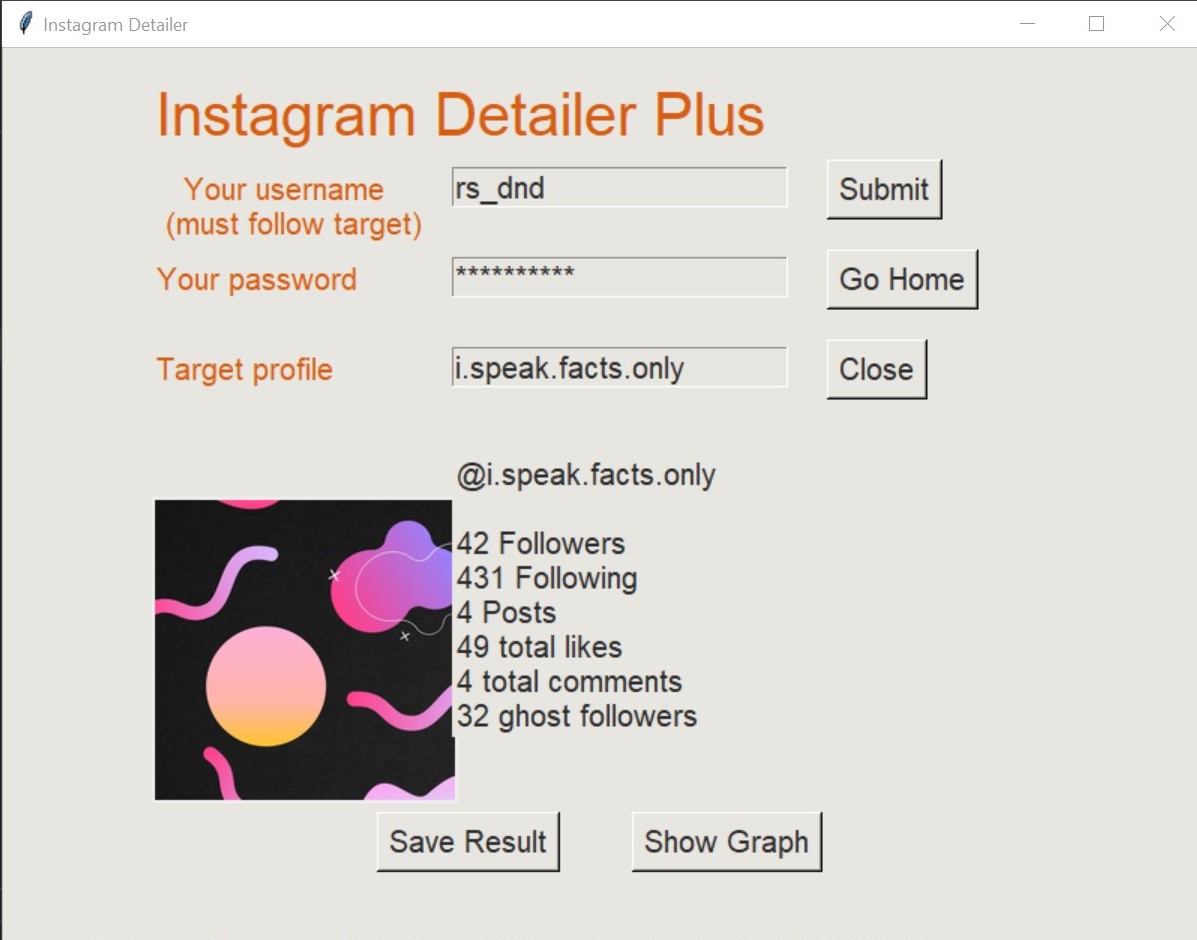 Instagram Detailer
Instagram Detailer Plus
Your username
(must follow target)
rs_dnd
Submit
Your password
**********
Go Home
Target profile
i.speak.facts.only
Close
@i.speak.facts.only
42 Followers
431 Following
4 Posts
49 total likes
4 total comments
32 ghost followers
Save Result
Show Graph